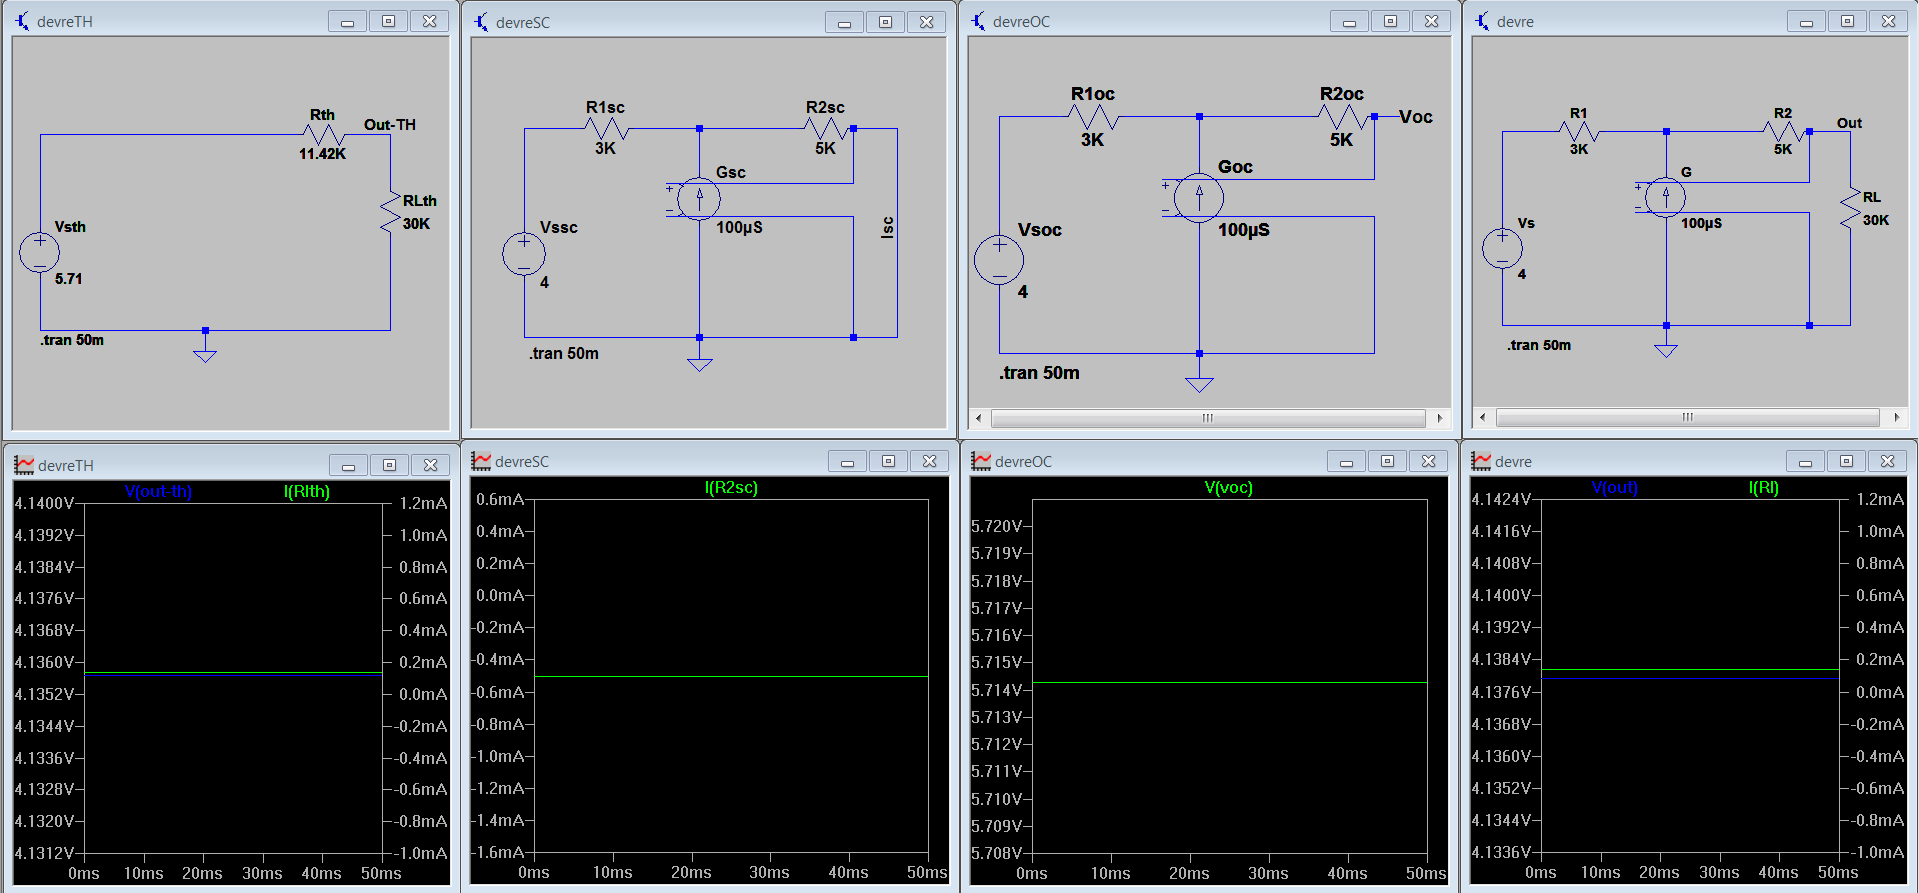 devreTH
Rth
Out-TH
11.42K
RLth
30K
Vsth
+
−
5.71
.tran 50m
devreSC
R1sc
R2sc
3K
5K
Gsc
+
−
100µS
Isc
Vssc
+
−
4
.tran 50m
devreOC
R1oc
R2oc
Voc
3K
5K
Goc
+
−
100µS
Vsoc
+
−
4
.tran 50m
devre
R1
R2
Out
3K
5K
G
+
−
100µS
RL
30K
Vs
+
−
4
.tran 50m
devreTH
V(out-th)
I(Rlth)
4.1400V
4.1392V
4.1384V
4.1376V
4.1368V
4.1360V
4.1352V
4.1344V
4.1336V
4.1328V
4.1320V
4.1312V
1.2mA
1.0mA
0.8mA
0.6mA
0.4mA
0.2mA
0.0mA
-0.2mA
-0.4mA
-0.6mA
-0.8mA
-1.0mA
0ms 10ms 20ms 30ms 40ms 50ms
devreSC
I(R2sc)
0.6mA
0.4mA
0.2mA
0.0mA
-0.2mA
-0.4mA
-0.6mA
-0.8mA
-1.0mA
-1.2mA
-1.4mA
-1.6mA
0ms 10ms 20ms 30ms 40ms 50ms
devreOC
V(voc)
5.720V
5.719V
5.718V
5.717V
5.716V
5.715V
5.714V
5.713V
5.712V
5.711V
5.710V
5.709V
5.708V
0ms 10ms 20ms 30ms 40ms 50ms
devre
V(out)
I(Rl)
4.1424V
4.1416V
4.1408V
4.1400V
4.1392V
4.1384V
4.1376V
4.1368V
4.1360V
4.1352V
4.1344V
4.1336V
1.2mA
1.0mA
0.8mA
0.6mA
0.4mA
0.2mA
0.0mA
-0.2mA
-0.4mA
-0.6mA
-0.8mA
-1.0mA
0ms 10ms 20ms 30ms 40ms 50ms